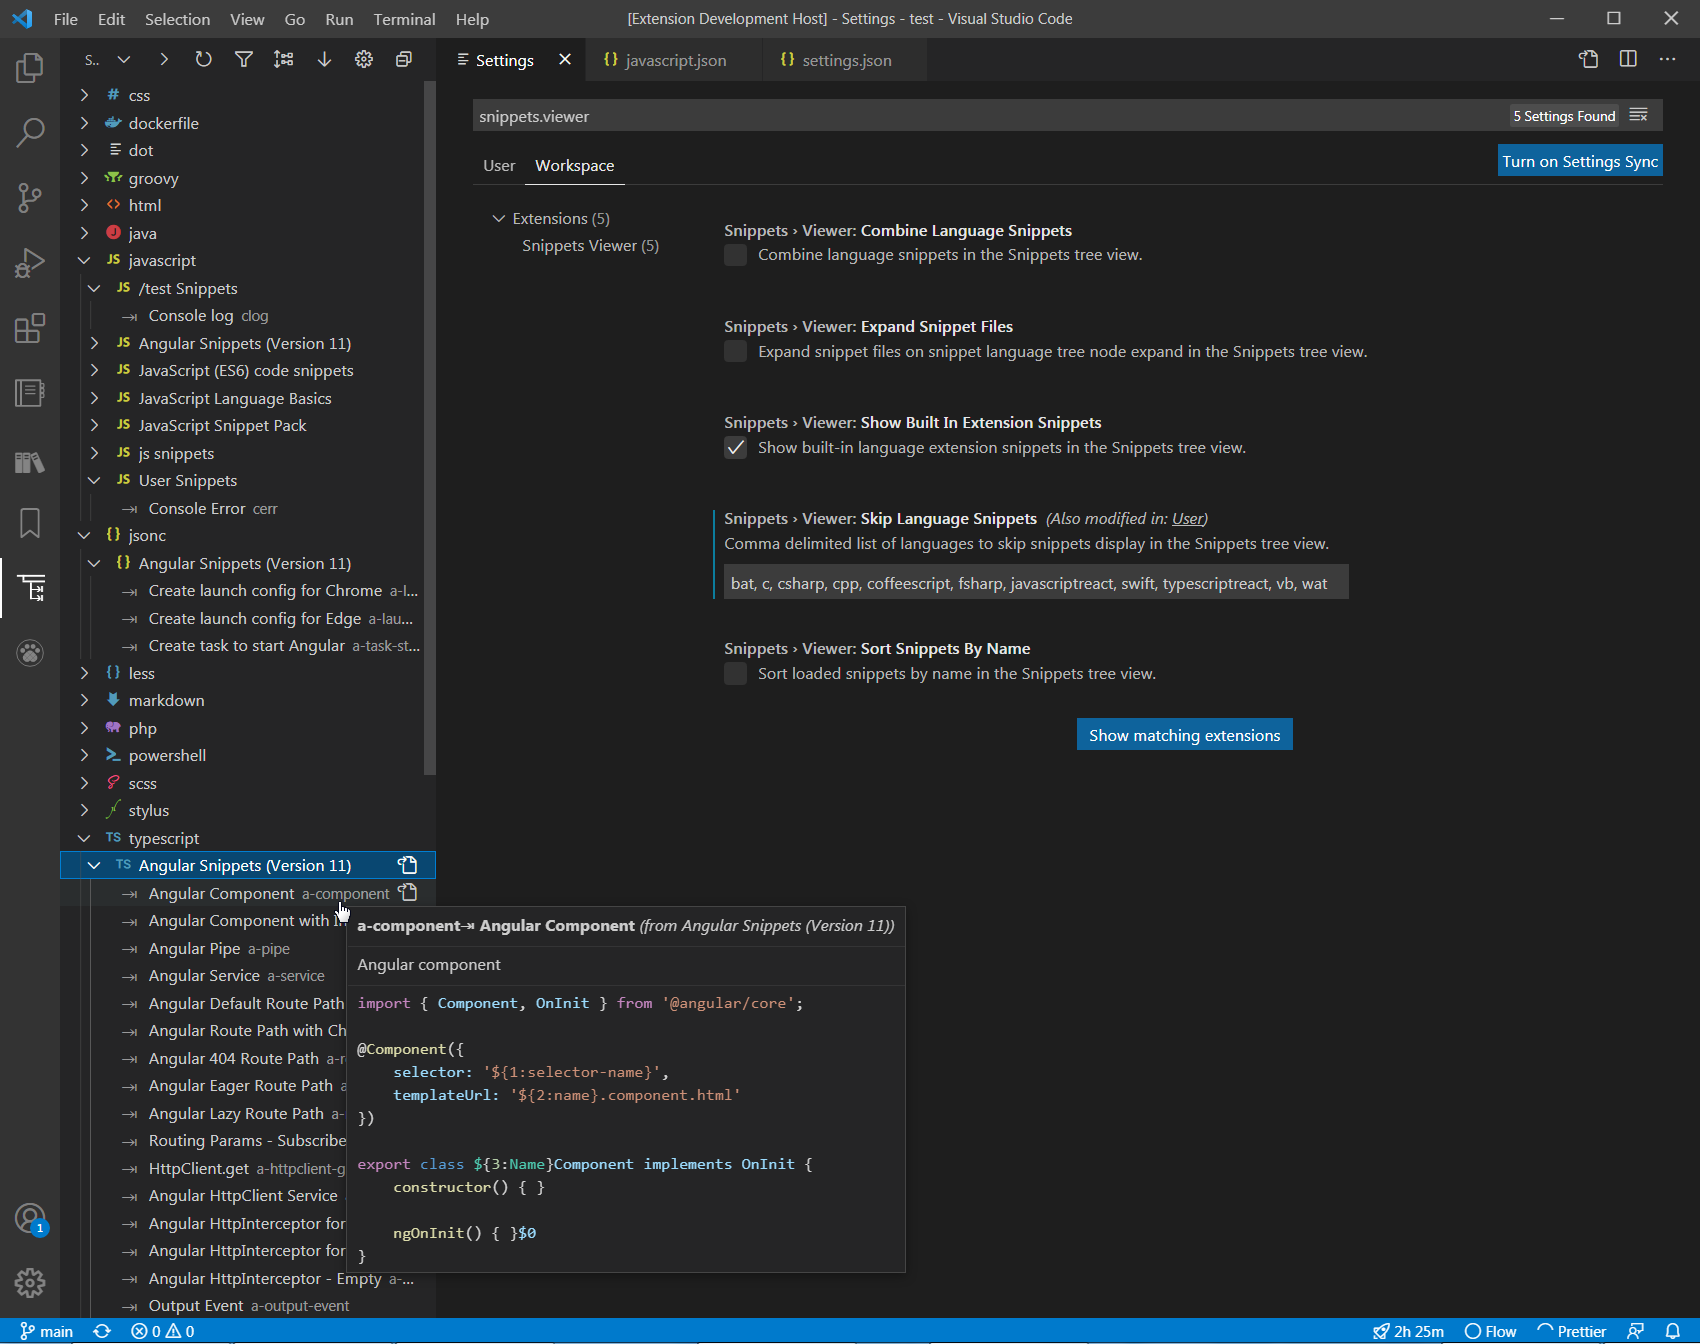 File Edit Selection View Go Run Terminal Help
[Extension Development Host] - Settings - test - Visual Studio Code
S..
Settings
{} javascript.json
{} settings.json
# css
dockerfile
dot
groovy
<> html
J java
JS javascript
JS /test Snippets
Console log clog
JS Angular Snippets (Version 11)
JS JavaScript (ES6) code snippets
JS JavaScript Language Basics
JS JavaScript Snippet Pack
JS js snippets
JS User Snippets
Console Error cerr
{} jsonc
{} Angular Snippets (Version 11)
Create launch config for Chrome a-l...
Create launch config for Edge a-lau...
Create task to start Angular a-task-st...
{} less
markdown
php
powershell
scss
stylus
TS typescript
TS Angular Snippets (Version 11)
Angular Component a-component
Angular Component with In
Angular Pipe a-pipe
Angular Service a-service
Angular Default Route Path
Angular Route Path with Ch
Angular 404 Route Path a-r
Angular Eager Route Path a
Angular Lazy Route Path a-
Routing Params - Subscribe
HttpClient.get a-httpclient-g
Angular HttpClient Service
Angular HttpInterceptor for
Angular HttpInterceptor for
Angular HttpInterceptor - Empty a-...
Output Event a-output-event
snippets.viewer
5 Settings Found
User Workspace
Turn on Settings Sync
Extensions (5)
Snippets Viewer (5)
Snippets › Viewer: Combine Language Snippets
Combine language snippets in the Snippets tree view.
Snippets › Viewer: Expand Snippet Files
Expand snippet files on snippet language tree node expand in the Snippets tree view.
Snippets › Viewer: Show Built In Extension Snippets
Show built-in language extension snippets in the Snippets tree view.
Snippets › Viewer: Skip Language Snippets (Also modified in: User)
Comma delimited list of languages to skip snippets display in the Snippets tree view.
bat, c, csharp, cpp, coffeescript, fsharp, javascriptreact, swift, typescriptreact, vb, wat
Snippets › Viewer: Sort Snippets By Name
Sort loaded snippets by name in the Snippets tree view.
Show matching extensions
a-component⇥ Angular Component (from Angular Snippets (Version 11))
Angular component
import { Component, OnInit } from '@angular/core';
@Component({
selector: '${1:selector-name}',
templateUrl: '${2:name}.component.html'
})
export class ${3:Name}Component implements OnInit {
constructor() { }
ngOnInit() { }$0
}
1
main
0 0
2h 25m
Flow
Prettier